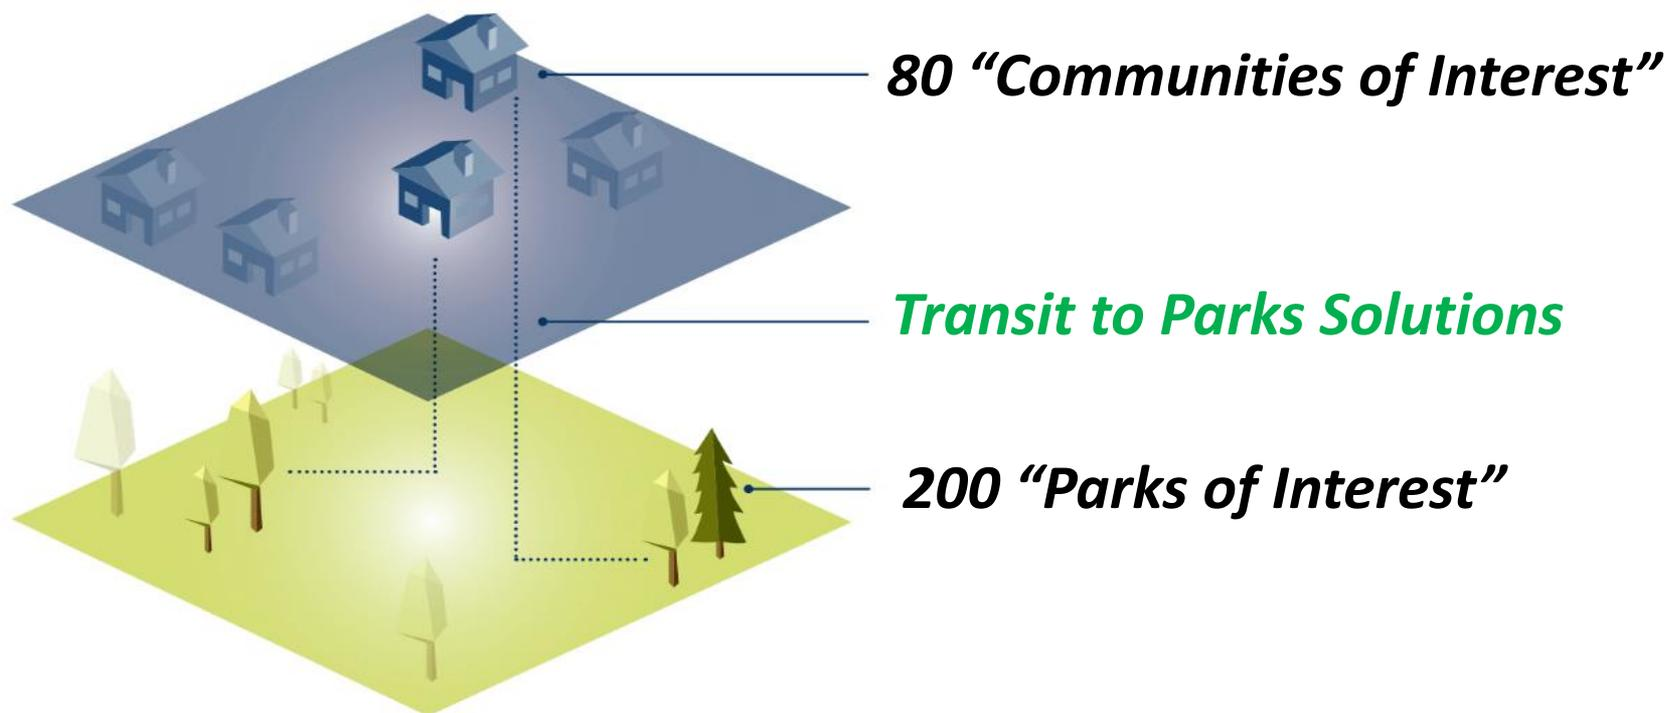 80 “Communities of Interest”
Transit to Parks Solutions
200 “Parks of Interest”